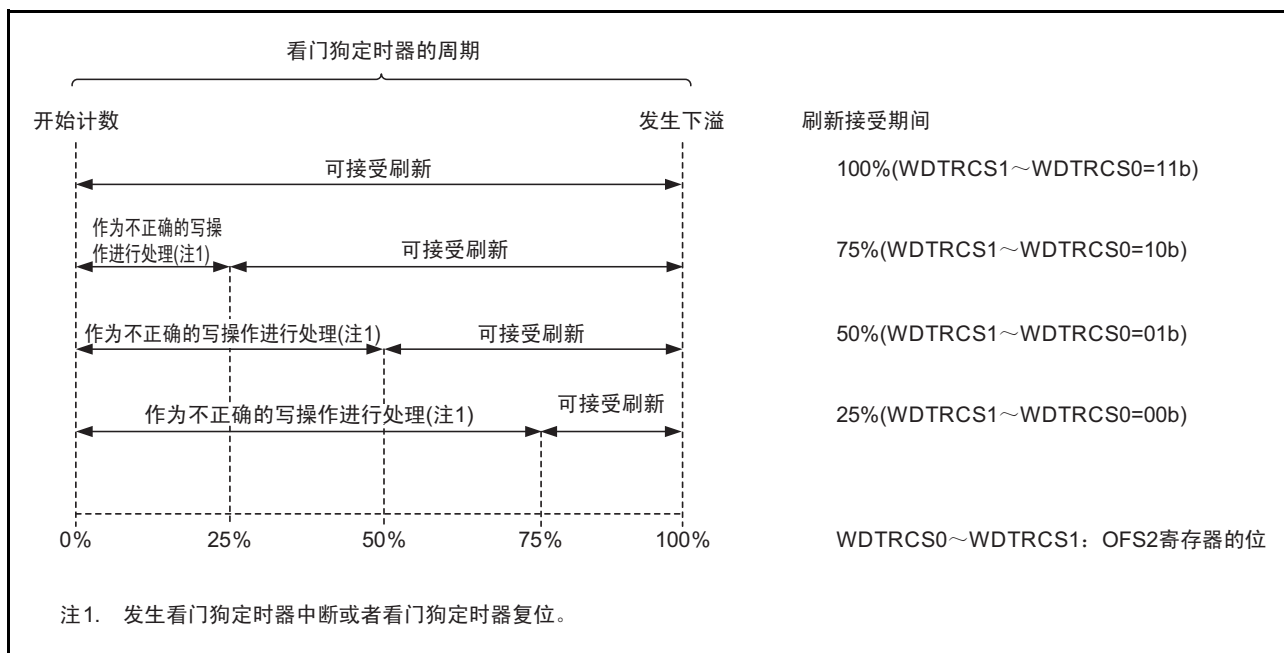 看门狗定时器的周期
开始计数
发生下溢
刷新接受期间
可接受刷新
100%(WDTRCS1～WDTRCS0=11b)
作为不正确的写操
作进行处理(注1)
可接受刷新
75%(WDTRCS1～WDTRCS0=10b)
作为不正确的写操作进行处理(注1)
可接受刷新
50%(WDTRCS1～WDTRCS0=01b)
作为不正确的写操作进行处理(注1)
可接受刷新
25%(WDTRCS1～WDTRCS0=00b)
0%
25%
50%
75%
100%
WDTRCS0～WDTRCS1：OFS2寄存器的位
注1. 发生看门狗定时器中断或者看门狗定时器复位。